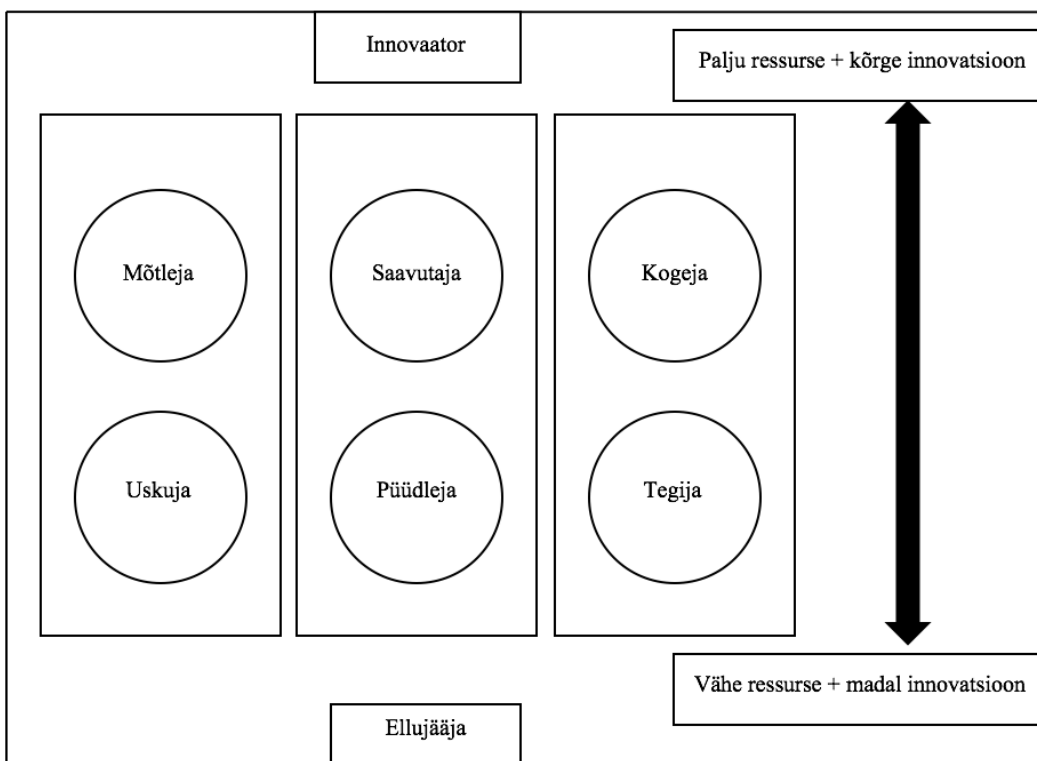 Innovaator
Palju ressurse + kõrge innovatsioon
Mõtleja
Saavutaja
Kogeja
Uskuja
Püüdleja
Tegija
Vähe ressurse + madal innovatsioon
Ellujääja